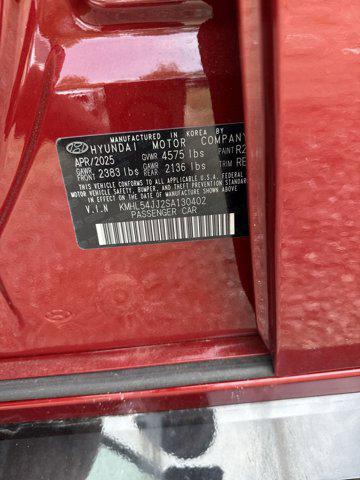 MANUFACTURED IN KOREA BY
HYUNDAI MOTOR COMPANY
APR/2025 GVWR 4575 lbs PAINT R2
GAWR FRONT 2383 lbs GAWR REAR 2136 lbs TRIM RE
THIS VEHICLE CONFORMS TO ALL APPLICABLE U.S.A. FEDERAL
MOTOR VEHICLE SAFETY, BUMPER, AND THEFT PREVENTION STANDARDS
IN EFFECT ON THE DATE OF MANUFACTURE SHOWN ABOVE.
V.I.N KMHL54JJ2SA130402
PASSENGER CAR